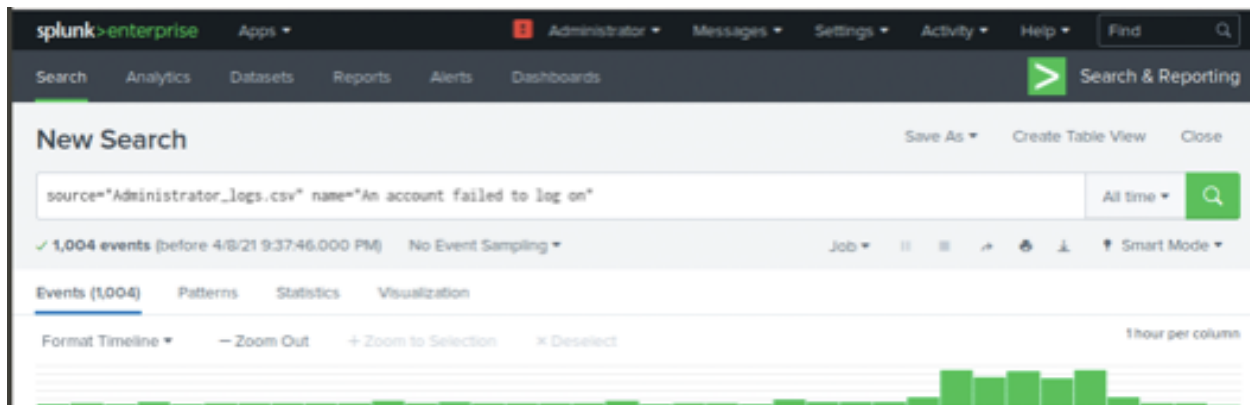 splunk>enterprise Apps Administrator Messages Settings Activity Help Find
Search Analytics Datasets Reports Alerts Dashboards Search & Reporting
New Search Save As Create Table View Close
source="Administrator_logs.csv" name="An account failed to log on" All time
✓ 1,004 events (before 4/8/21 9:37:46.000 PM) No Event Sampling Job Smart Mode
Events (1,004) Patterns Statistics Visualization
Format Timeline — Zoom Out + Zoom to Selection × Deselect 1 hour per column